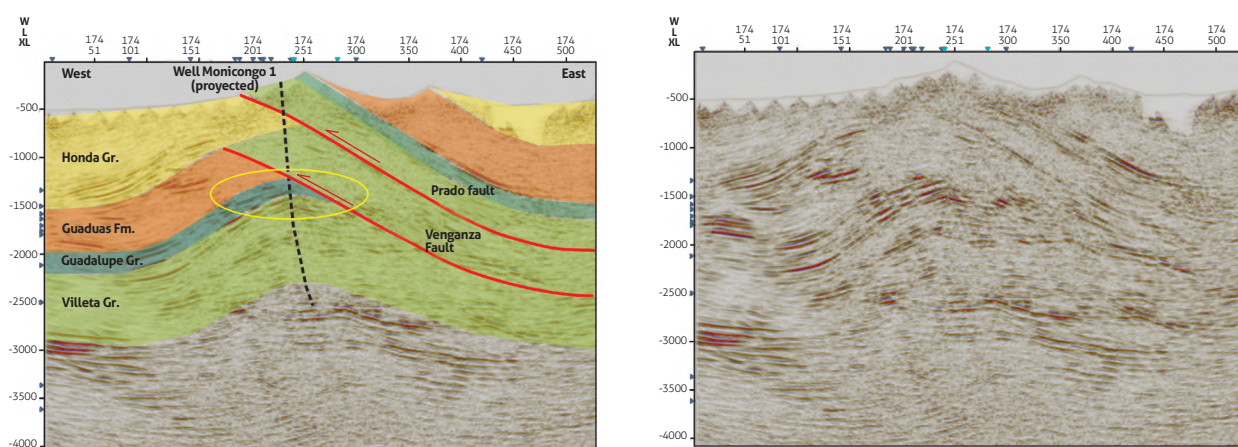 W
L
XL
174 174 174 174 174 174 174 174 174 174
51 101 151 201 251 300 350 400 450 500
West
Well Monicongo 1
(proyected)
East
-500
-1000
Honda Gr.
Prado fault
-1500
Guaduas Fm.
Venganza
Fault
-2000
Guadalupe Gr.
Villeta Gr.
-2500
-3000
-3500
-4000
W
L
XL
174 174 174 174 174 174 174 174 174 174
51 101 151 201 251 300 400 450 500
-500
-1000
-1500
-2000
-2500
-3000
-3500
-4000